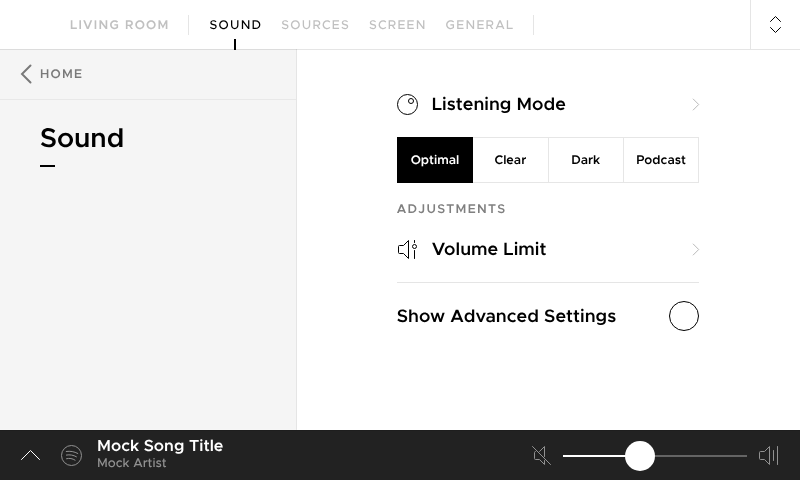 LIVING ROOM SOUND SOURCES SCREEN GENERAL
HOME
Sound
Listening Mode
Optimal Clear Dark Podcast
ADJUSTMENTS
Volume Limit
Show Advanced Settings
Mock Song Title
Mock Artist